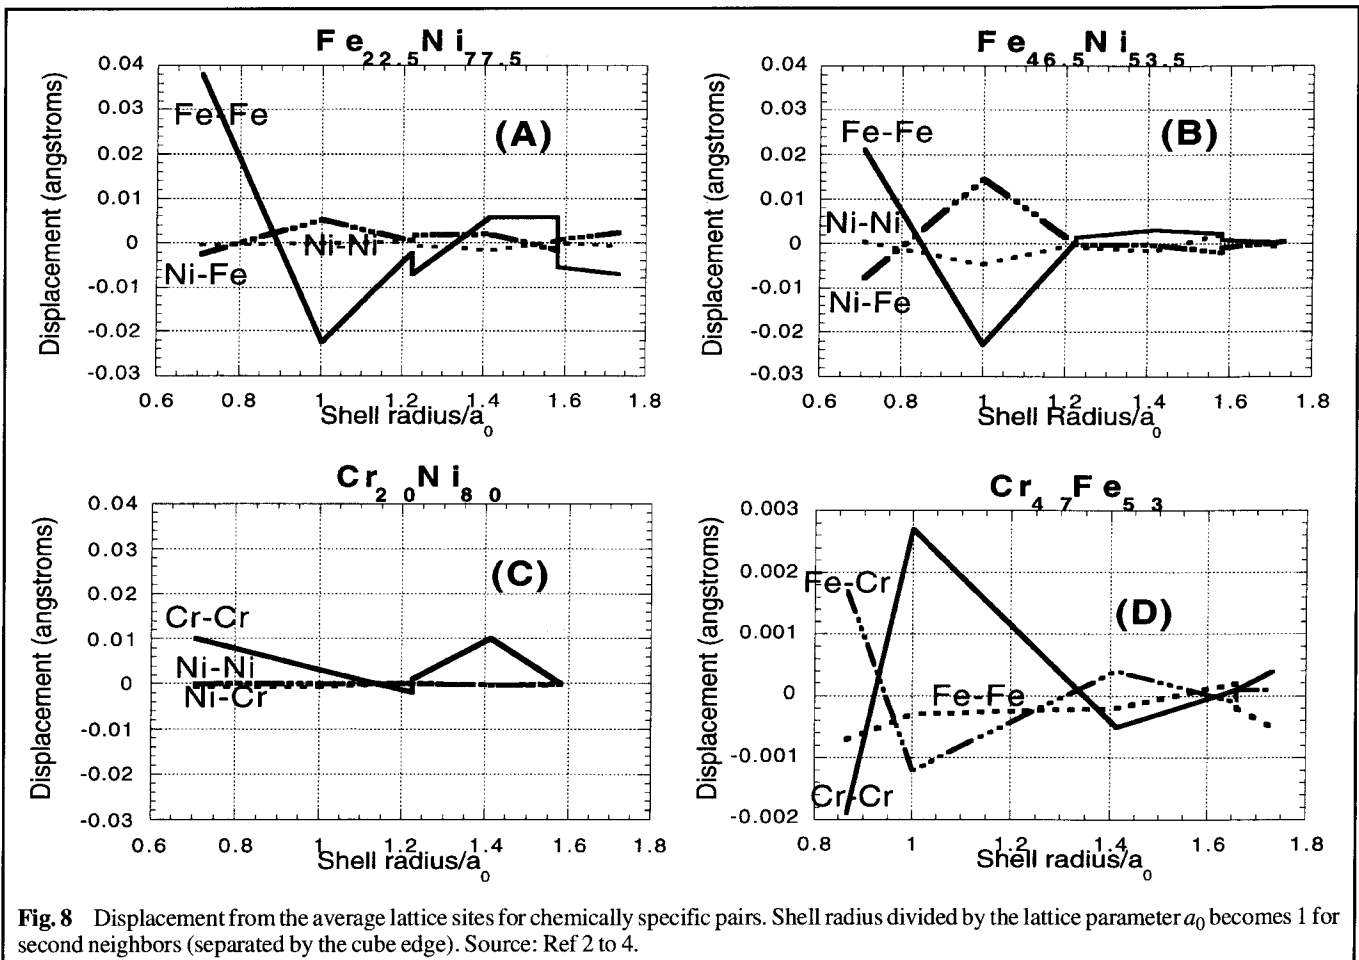 Fe22.5Ni77.5
0.04
0.03
0.02
0.01
0
-0.01
-0.02
-0.03
Displacement (angstroms)
Fe-Fe
(A)
Ni-Ni
Ni-Fe
0.6 0.8 1 1.2 1.4 1.6 1.8
Shell radius/a0
Fe46.5Ni53.5
0.04
0.03
0.02
0.01
0
-0.01
-0.02
-0.03
Displacement (angstroms)
Fe-Fe
(B)
Ni-Ni
Ni-Fe
0.6 0.8 1 1.2 1.4 1.6 1.8
Shell Radius/a0
Cr20Ni80
0.04
0.03
0.02
0.01
0
-0.01
-0.02
-0.03
Displacement (angstroms)
(C)
Cr-Cr
Ni-Ni
Ni-Cr
0.6 0.8 1 1.2 1.4 1.6 1.8
Shell radius/a0
Cr47Fe53
0.003
0.002
0.001
0
-0.001
-0.002
Displacement (angstroms)
Fe-Cr
(D)
Fe-Fe
Cr-Cr
0.8 1 1.2 1.4 1.6 1.8
Shell radius/a0
Fig. 8 Displacement from the average lattice sites for chemically specific pairs. Shell radius divided by the lattice parameter a0 becomes 1 for
second neighbors (separated by the cube edge). Source: Ref 2 to 4.